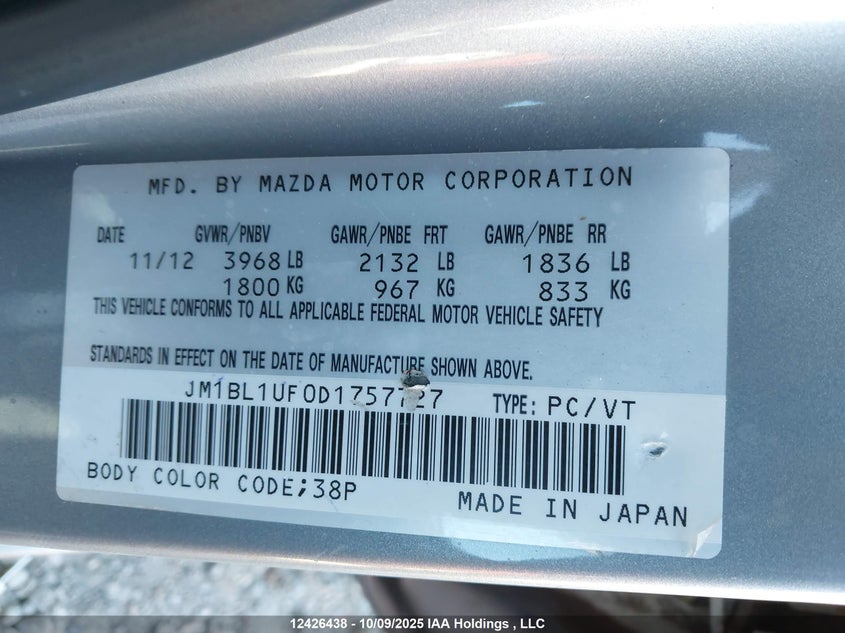 MFD. BY MAZDA MOTOR CORPORATION
DATE GVWR/PNBV GAWR/PNBE FRT GAWR/PNBE RR
11/12 3968 LB 2132 LB 1836 LB
1800 KG 967 KG 833 KG
THIS VEHICLE CONFORMS TO ALL APPLICABLE FEDERAL MOTOR VEHICLE SAFETY
STANDARDS IN EFFECT ON THE DATE OF MANUFACTURE SHOWN ABOVE.
JM1BL1UF0D1757727 TYPE: PC/VT
BODY COLOR CODE;38P
MADE IN JAPAN
12426438 - 10/09/2025 IAA Holdings , LLC